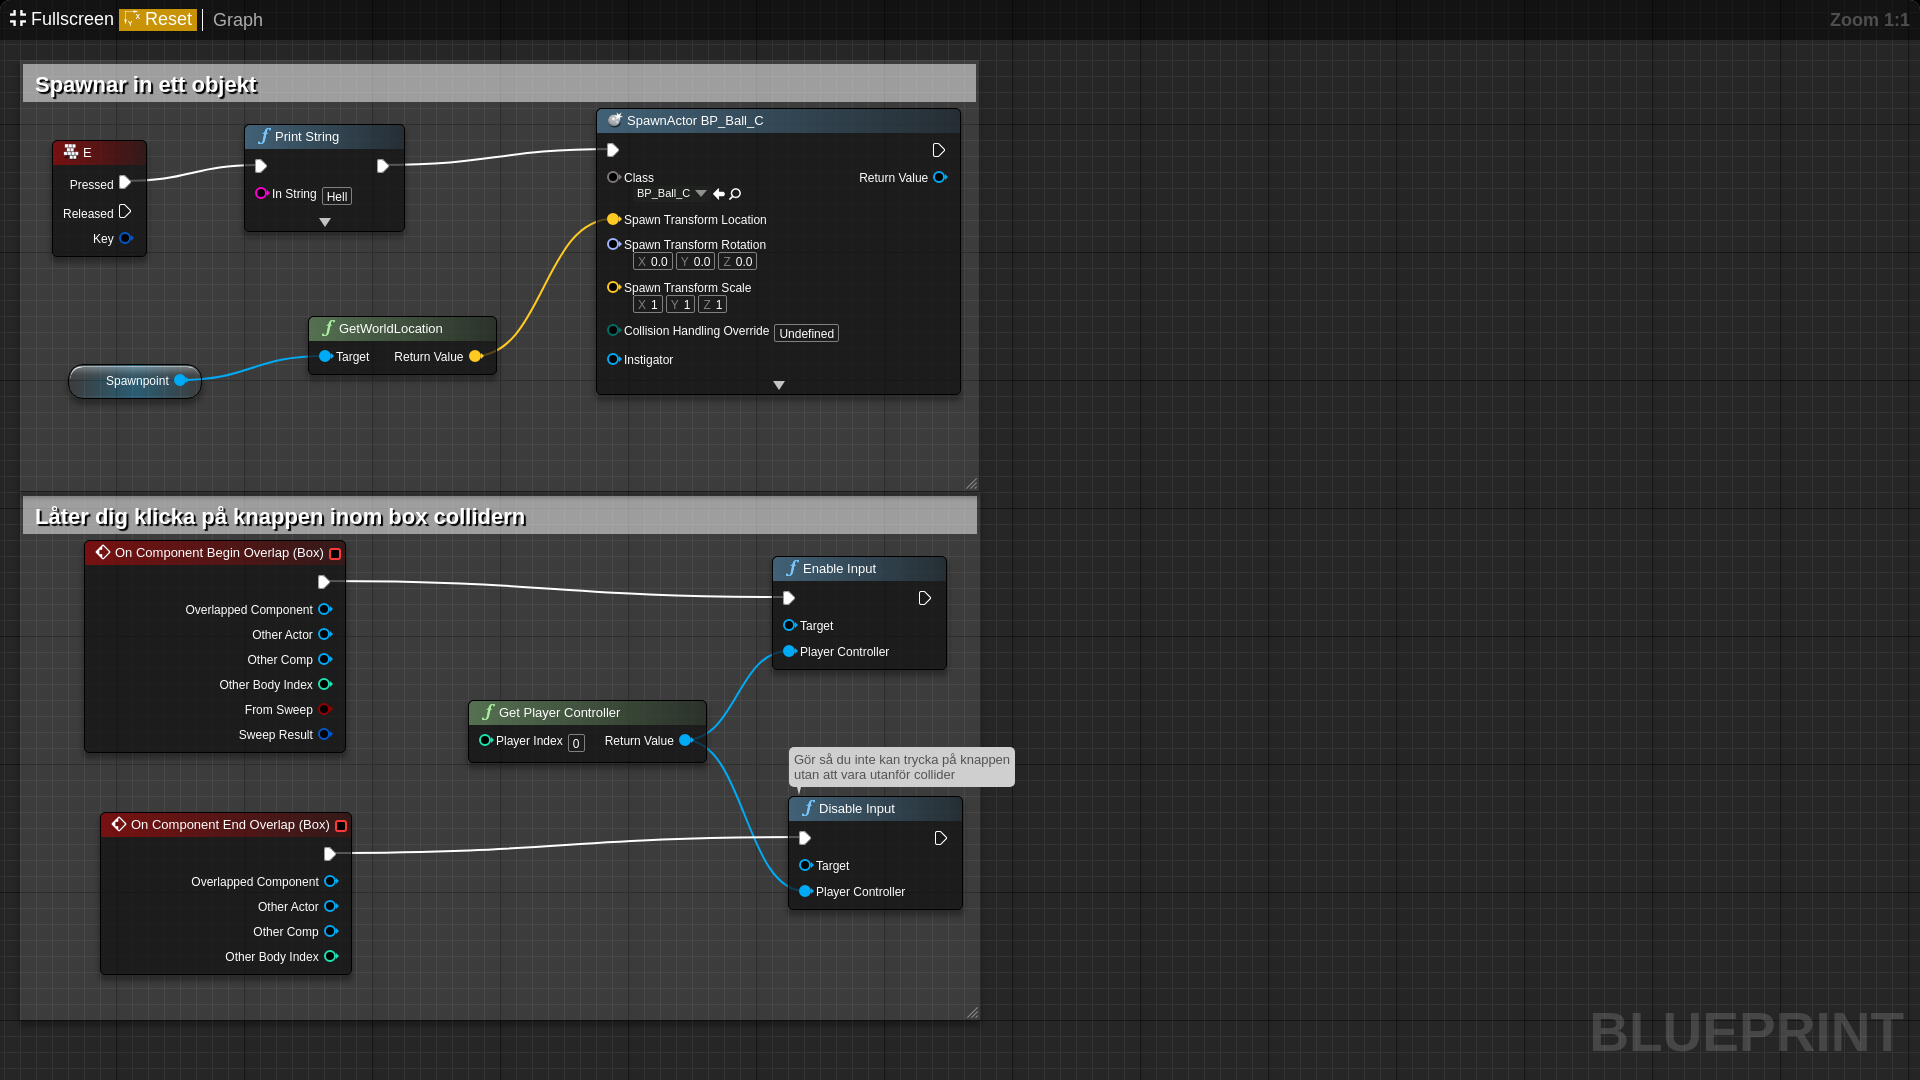 Fullscreen Reset Graph Zoom 1:1
Spawnar in ett objekt
E
Pressed
Released
Key
Print String
In String Hell
SpawnActor BP_Ball_C
Class Return Value
BP_Ball_C
Spawn Transform Location
Spawn Transform Rotation
X 0.0 Y 0.0 Z 0.0
Spawn Transform Scale
X 1 Y 1 Z 1
Collision Handling Override Undefined
Instigator
GetWorldLocation
Target Return Value
Spawnpoint
Låter dig klicka på knappen inom box collidern
On Component Begin Overlap (Box)
Overlapped Component
Other Actor
Other Comp
Other Body Index
From Sweep
Sweep Result
Enable Input
Target
Player Controller
Get Player Controller
Player Index 0 Return Value
Gör så du inte kan trycka på knappen
utan att vara utanför collider
Disable Input
Target
Player Controller
On Component End Overlap (Box)
Overlapped Component
Other Actor
Other Comp
Other Body Index
BLUEPRINT